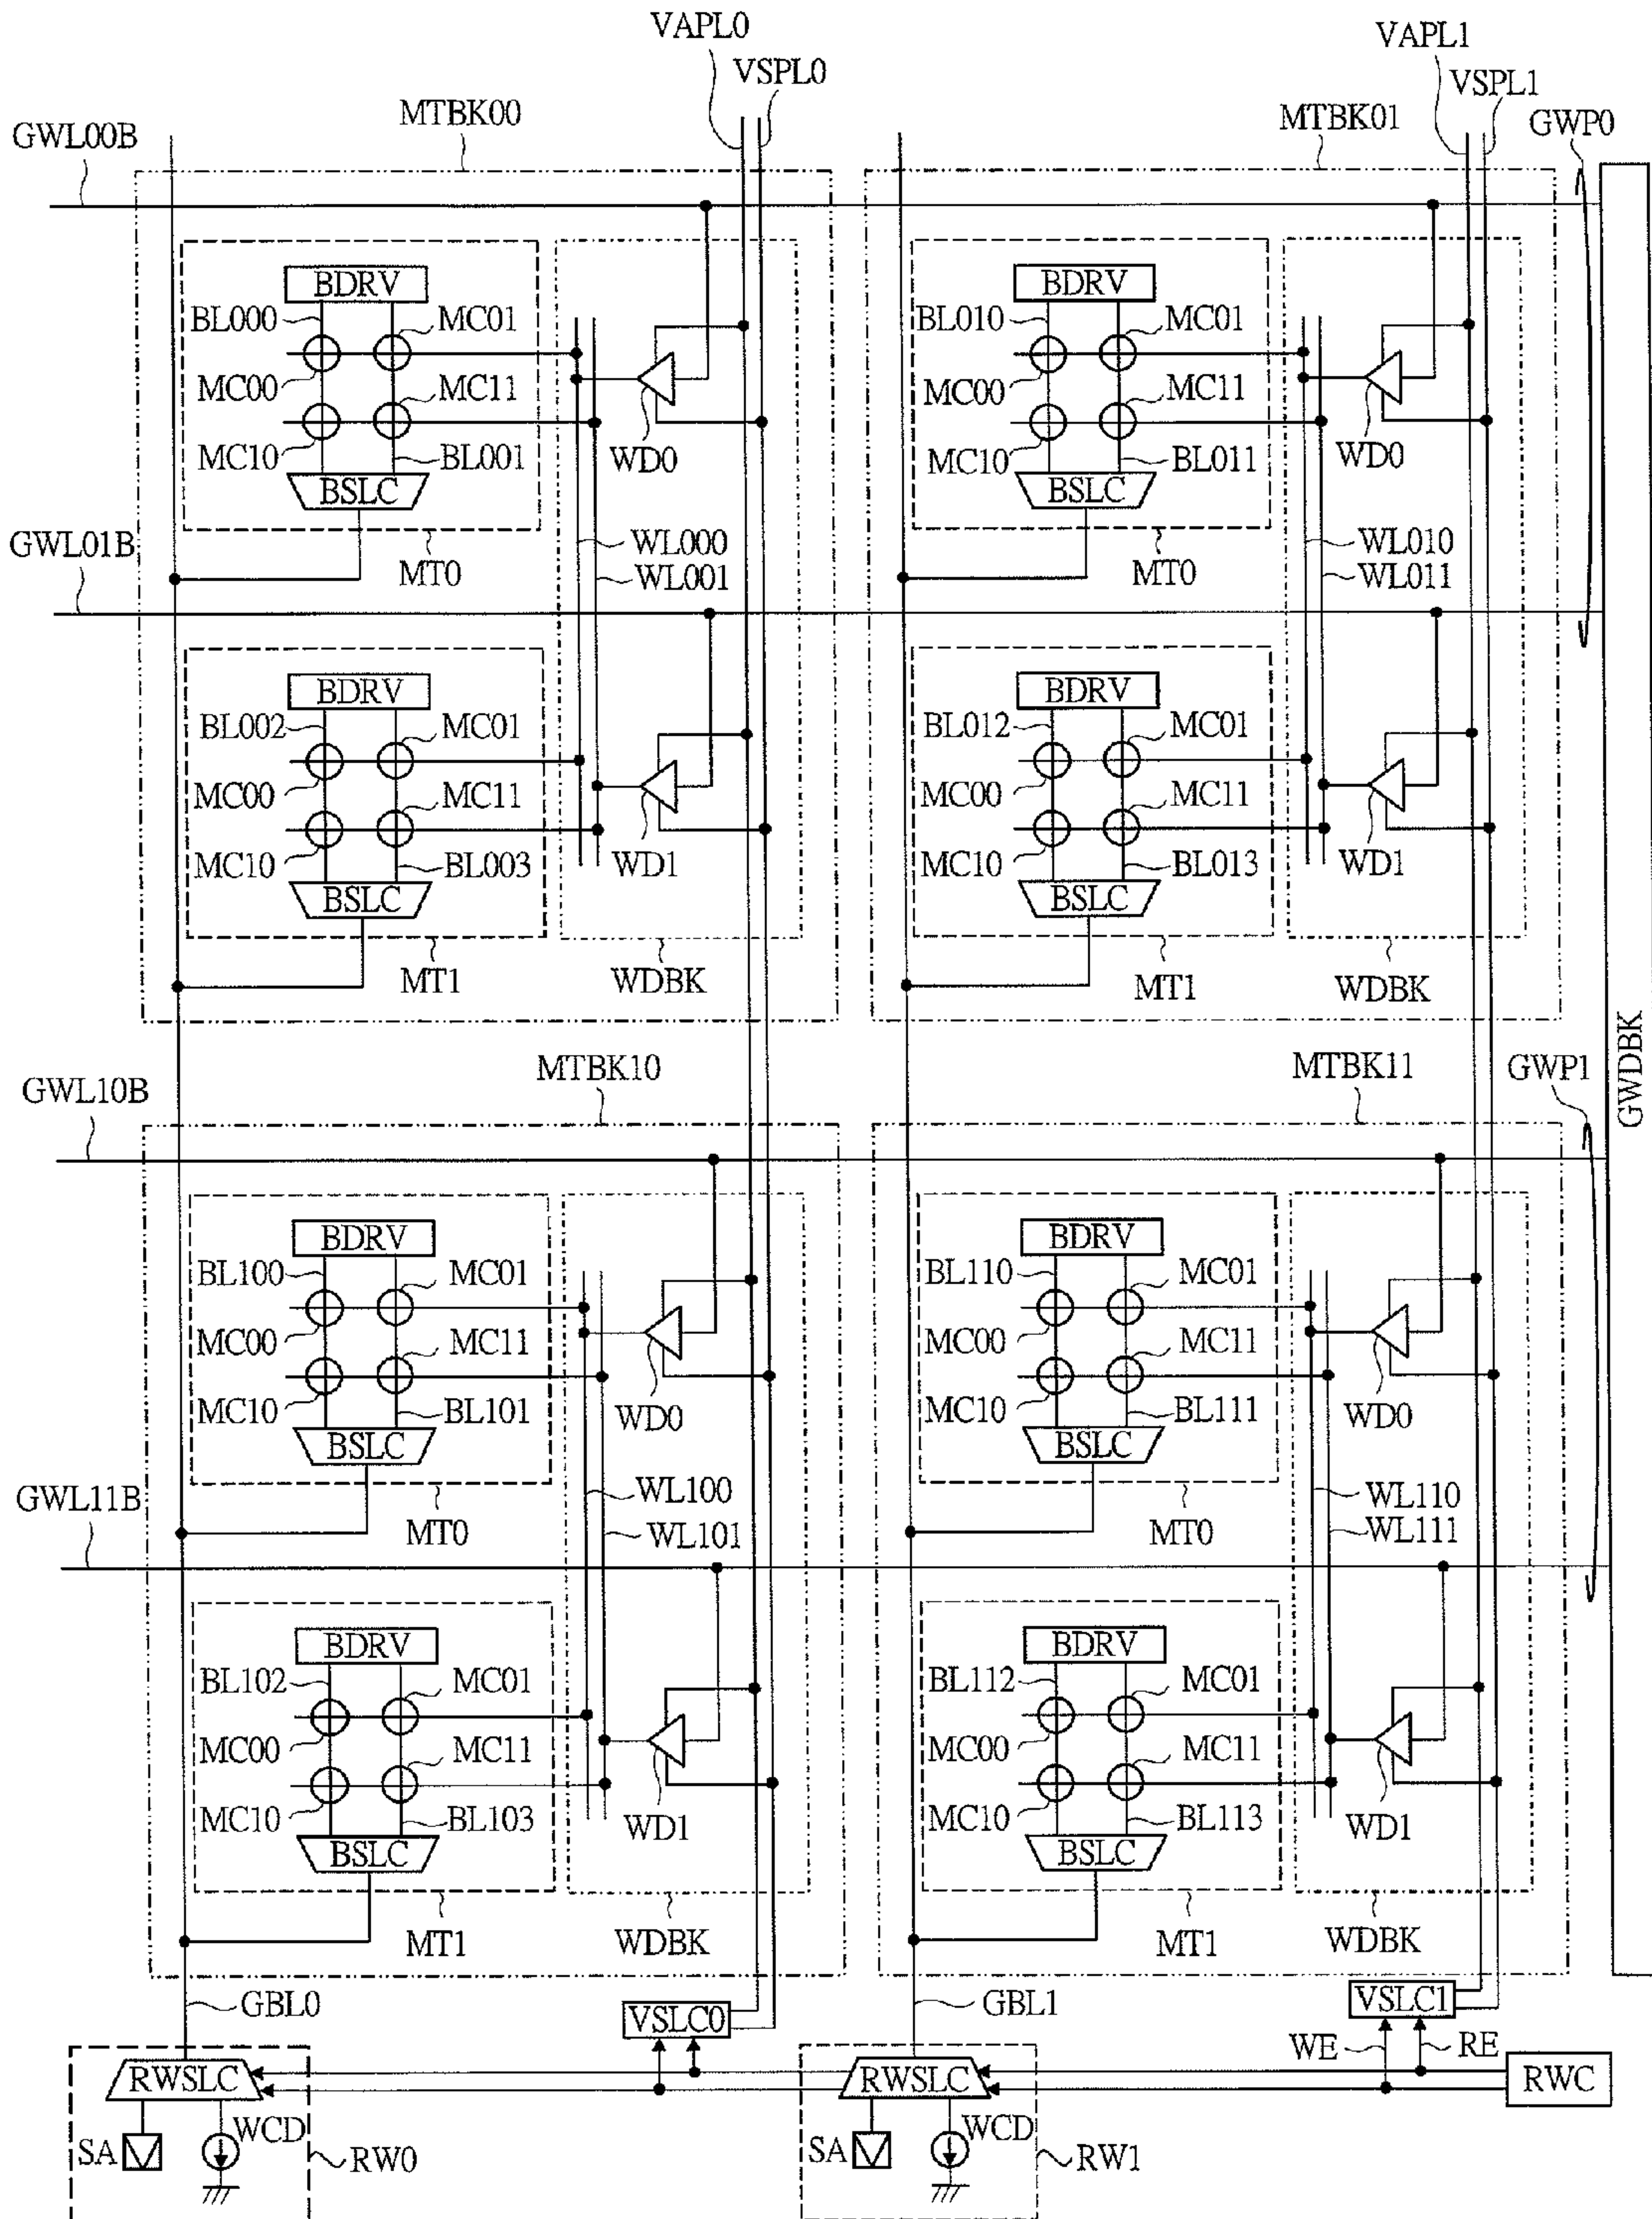 VAPL0
VSPL0
VAPL1
VSPL1
MTBK00
MTBK01
GWP0
GWL00B
BDRV
BL000
MC01
MC00
MC11
MC10
BL001
WD0
BSLC
WL000
WL001
MT0
BDRV
BL010
MC01
MC00
MC11
MC10
BL011
WD0
BSLC
WL010
WL011
MT0
GWL01B
BDRV
BL002
MC01
MC00
MC11
MC10
BL003
WD1
BSLC
MT1
WDBK
BDRV
BL012
MC01
MC00
MC11
MC10
BL013
WD1
BSLC
MT1
WDBK
GWDBK
MTBK10
MTBK11
GWP1
GWL10B
BDRV
BL100
MC01
MC00
MC11
MC10
BL101
WD0
BSLC
WL100
WL101
MT0
BDRV
BL110
MC01
MC00
MC11
MC10
BL111
WD0
BSLC
WL110
WL111
MT0
GWL11B
BDRV
BL102
MC01
MC00
MC11
MC10
BL103
WD1
BSLC
MT1
WDBK
BDRV
BL112
MC01
MC00
MC11
MC10
BL113
WD1
BSLC
MT1
WDBK
GBL0
VSLC0
GBL1
VSLC1
WE
RE
RWSLC
RWSLC
RWC
SA
WCD
RW0
SA
WCD
RW1